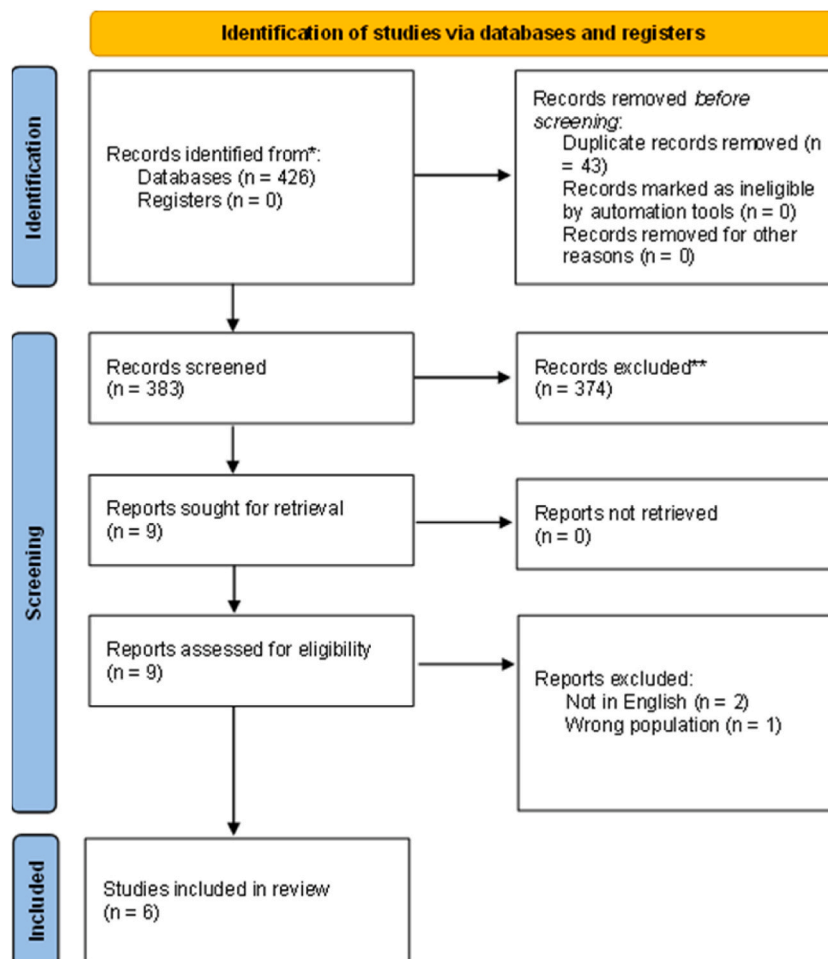 Identification of studies via databases and registers
Identification
Records identified from*:
Databases (n = 426)
Registers (n = 0)
Records removed before
screening:
Duplicate records removed (n
= 43)
Records marked as ineligible
by automation tools (n = 0)
Records removed for other
reasons (n = 0)
Screening
Records screened
(n = 383)
Records excluded**
(n = 374)
Reports sought for retrieval
(n = 9)
Reports not retrieved
(n = 0)
Reports assessed for eligibility
(n = 9)
Reports excluded:
Not in English (n = 2)
Wrong population (n = 1)
Included
Studies included in review
(n = 6)